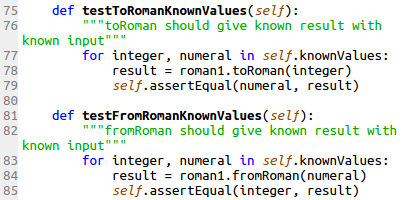 75     def testToRomanKnownValues(self):
76         """toRoman should give known result with
known input"""
77         for integer, numeral in self.knownValues:
78             result = roman1.toRoman(integer)
79             self.assertEqual(numeral, result)
80
81     def testFromRomanKnownValues(self):
82         """fromRoman should give known result with
known input"""
83         for integer, numeral in self.knownValues:
84             result = roman1.fromRoman(numeral)
85             self.assertEqual(integer, result)